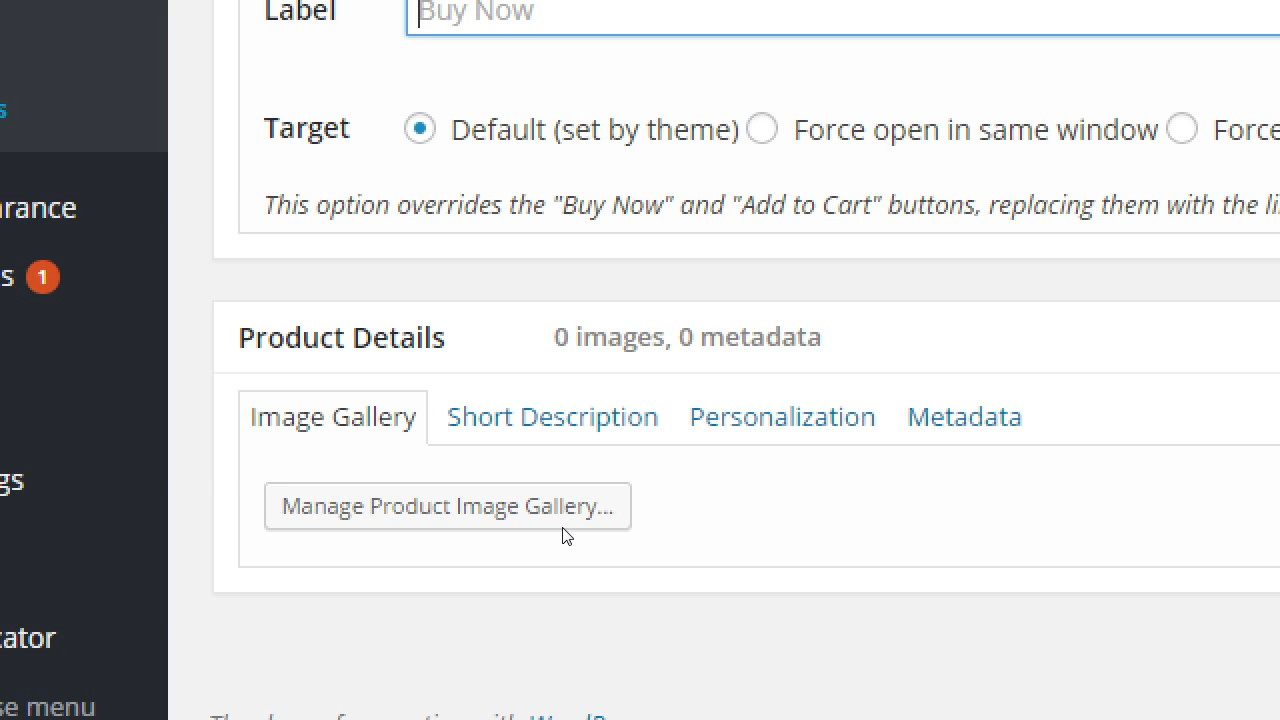 Label Buy Now
s
Target Default (set by theme) Force open in same window Force
arance
This option overrides the "Buy Now" and "Add to Cart" buttons, replacing them with the
s 1
Product Details 0 images, 0 metadata
Image Gallery Short Description Personalization Metadata
gs
Manage Product Image Gallery...
ator
se menu